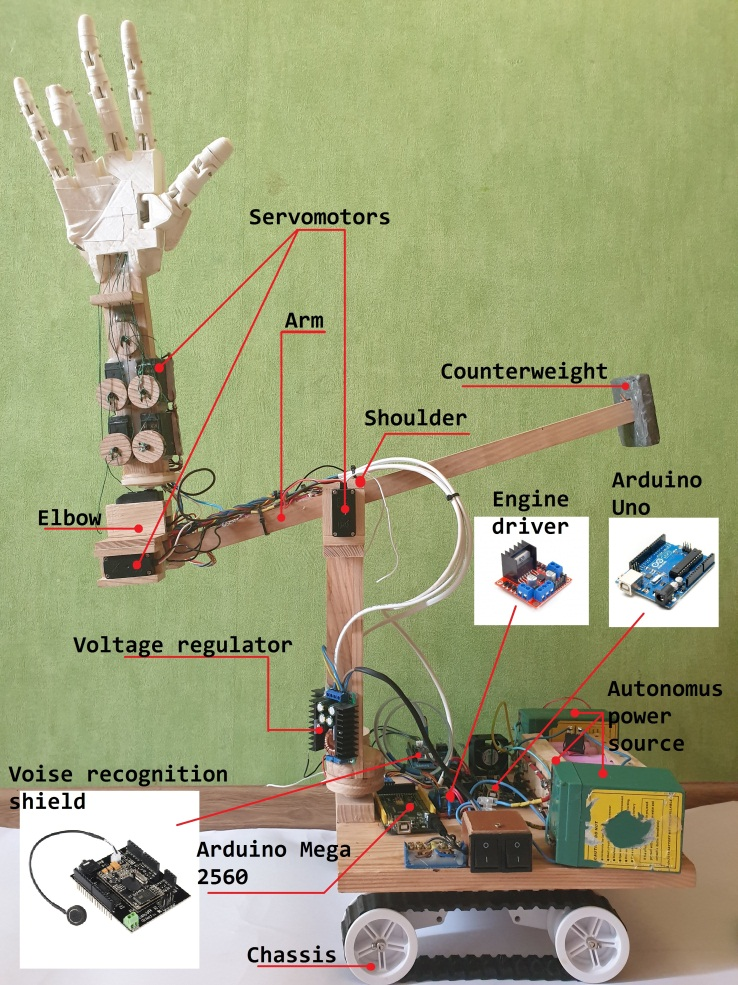 Servomotors
Arm
Counterweight
Shoulder
Engine
driver
Arduino
Uno
Elbow
Voltage regulator
Autonomus
power
source
Voise recognition
shield
Arduino Mega
2560
Chassis